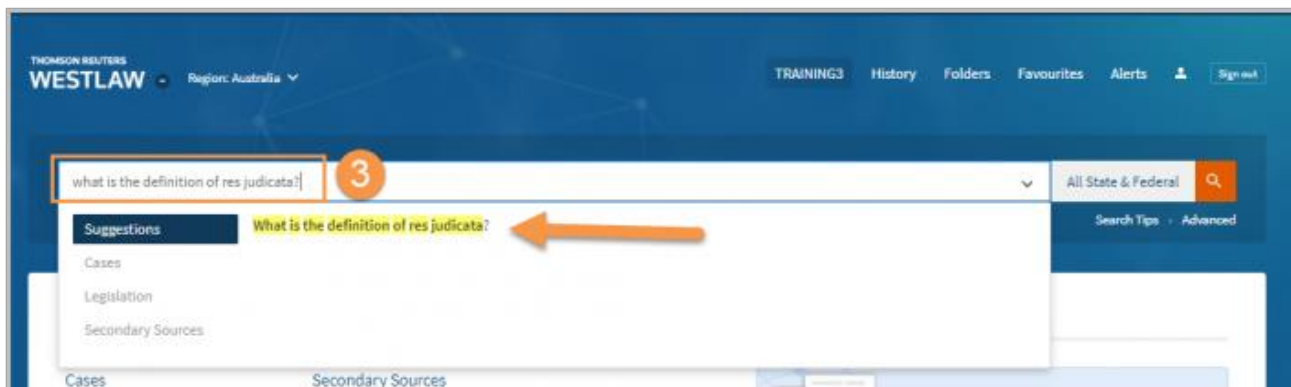 THOMSON REUTERS
WESTLAW Region: Australia TRAINING3 History Folders Favourites Alerts Sign out
what is the definition of res judicata? 3 All State & Federal
Suggestions What is the definition of res judicata? Search Tips Advanced
Cases
Legislation
Secondary Sources
Cases Secondary Sources